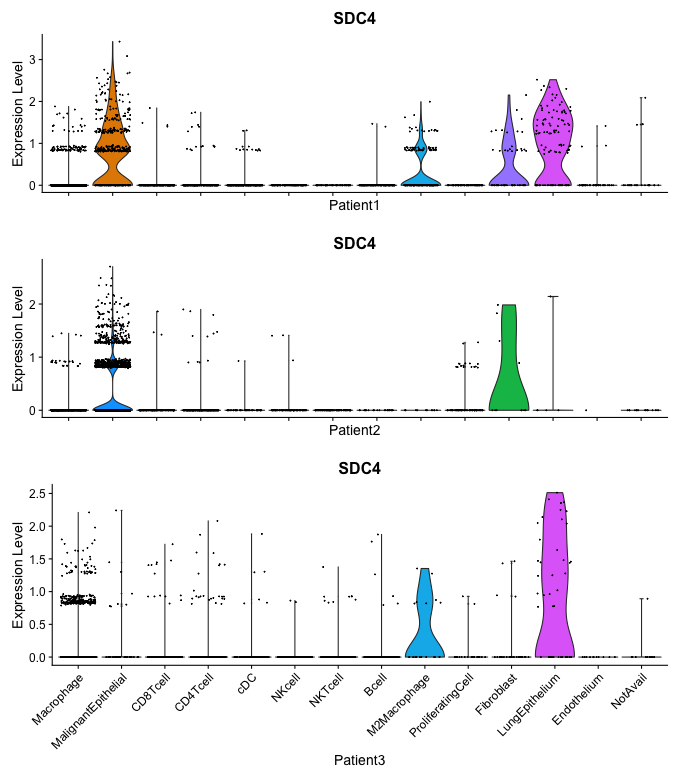 SDC4
Expression Level
3
2
1
0
Patient1
SDC4
Expression Level
2
1
0
Patient2
SDC4
Expression Level
2.5
2.0
1.5
1.0
0.5
0.0
Macrophage
MalignantEpithelial
CD8Tcell
CD4Tcell
cDC
NKcell
NKTcell
Bcell
M2Macrophage
ProliferatingCell
Fibroblast
LungEpithelium
Endothelium
NotAvail
Patient3